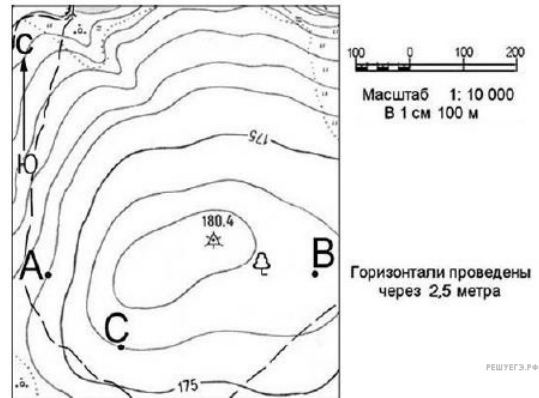 С
Ю
А
В
С
175
180,4
175
100 0 100 200
Масштаб 1: 10 000
В 1 см 100 м
Горизонтали проведены
через 2,5 метра
РЕШУЕГЭ.РФ